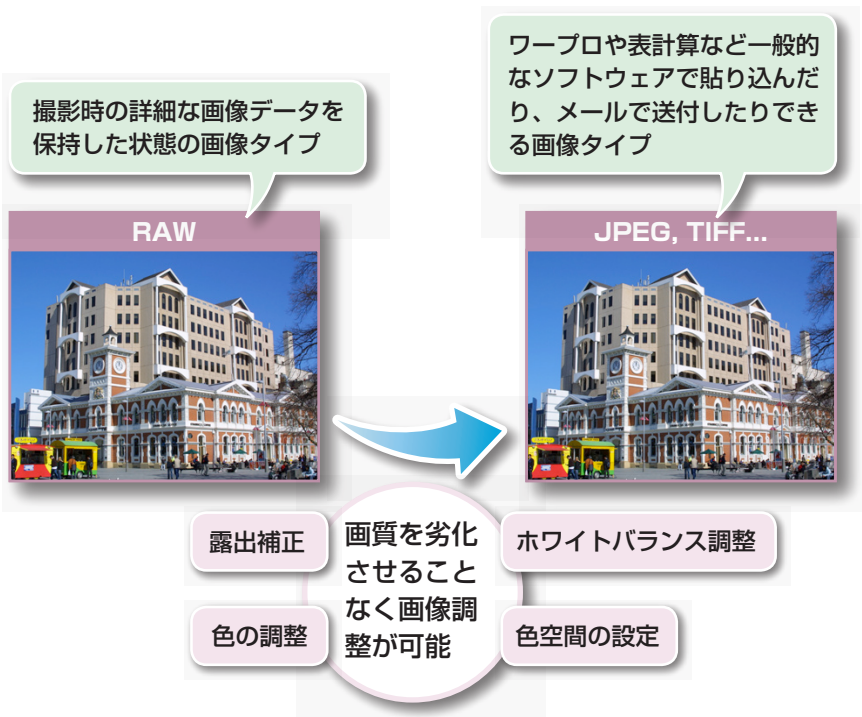 撮影時の詳細な画像データを
保持した状態の画像タイプ
ワープロや表計算など一般的
なソフトウェアで貼り込んだ
り、メールで送付したりでき
る画像タイプ
RAW
JPEG, TIFF...
露出補正
色の調整
画質を劣化
させること
なく画像調
整が可能
ホワイトバランス調整
色空間の設定